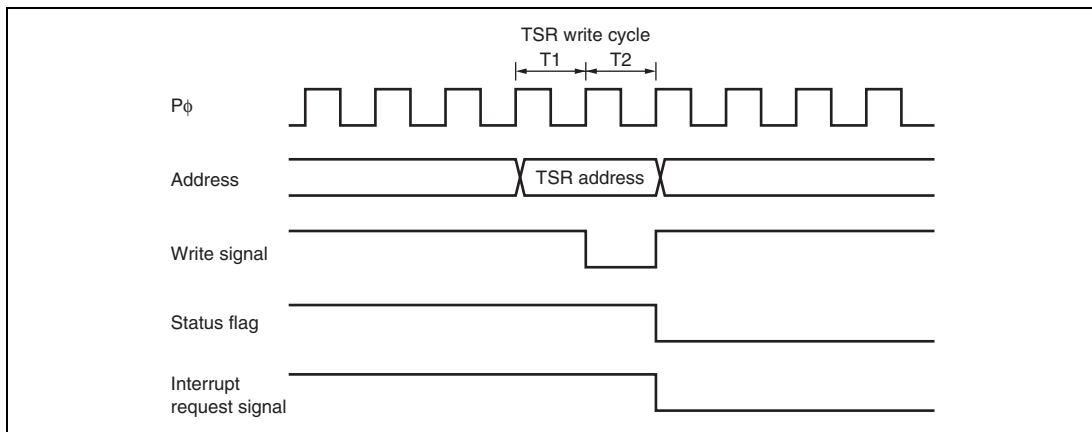 TSR write cycle
T1 T2
Pφ
Address
TSR address
Write signal
Status flag
Interrupt
request signal